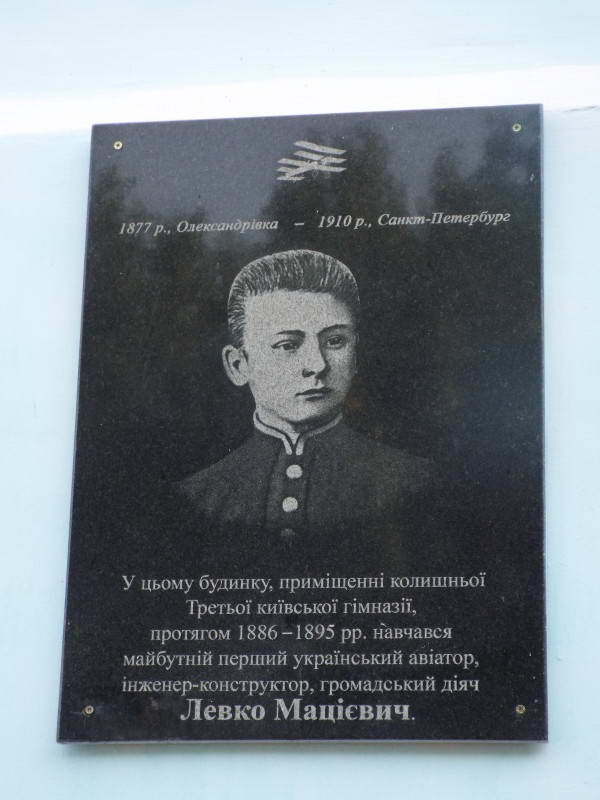 1877 р., Олександрівка – 1910 р., Санкт-Петербург
У цьому будинку, приміщенні колишньої
Третьої київської гімназії,
протягом 1886 – 1895 рр. навчався
майбутній перший український авіатор,
інженер-конструктор, громадський діяч
Левко Мацієвич.